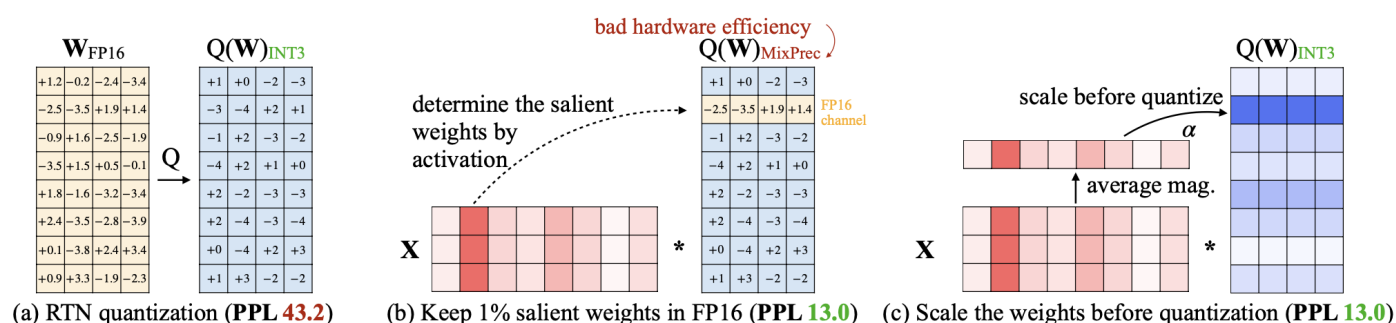 W_FP16
+1.2 −0.2 −2.4 −3.4
−2.5 −3.5 +1.9 +1.4
−0.9 +1.6 −2.5 −1.9
−3.5 +1.5 +0.5 −0.1
+1.8 −1.6 −3.2 −3.4
+2.4 −3.5 −2.8 −3.9
+0.1 −3.8 +2.4 +3.4
+0.9 +3.3 −1.9 −2.3
Q
Q(W)_INT3
+1 +0 −2 −3
−3 −4 +2 +1
−1 +2 −3 −2
−4 +2 +1 +0
+2 −2 −3 −3
+2 −4 −3 −4
+0 −4 +2 +3
+1 +3 −2 −2
(a) RTN quantization (PPL 43.2)
bad hardware efficiency
Q(W)_MixPrec
determine the salient
weights by
activation
+1 +0 −2 −3
−2.5 −3.5 +1.9 +1.4
−1 +2 −3 −2
−4 +2 +1 +0
+2 −2 −3 −3
+2 −4 −3 −4
+0 −4 +2 +3
+1 +3 −2 −2
FP16
channel
X
*
(b) Keep 1% salient weights in FP16 (PPL 13.0)
Q(W)_INT3
scale before quantize
α
average mag.
X
*
(c) Scale the weights before quantization (PPL 13.0)